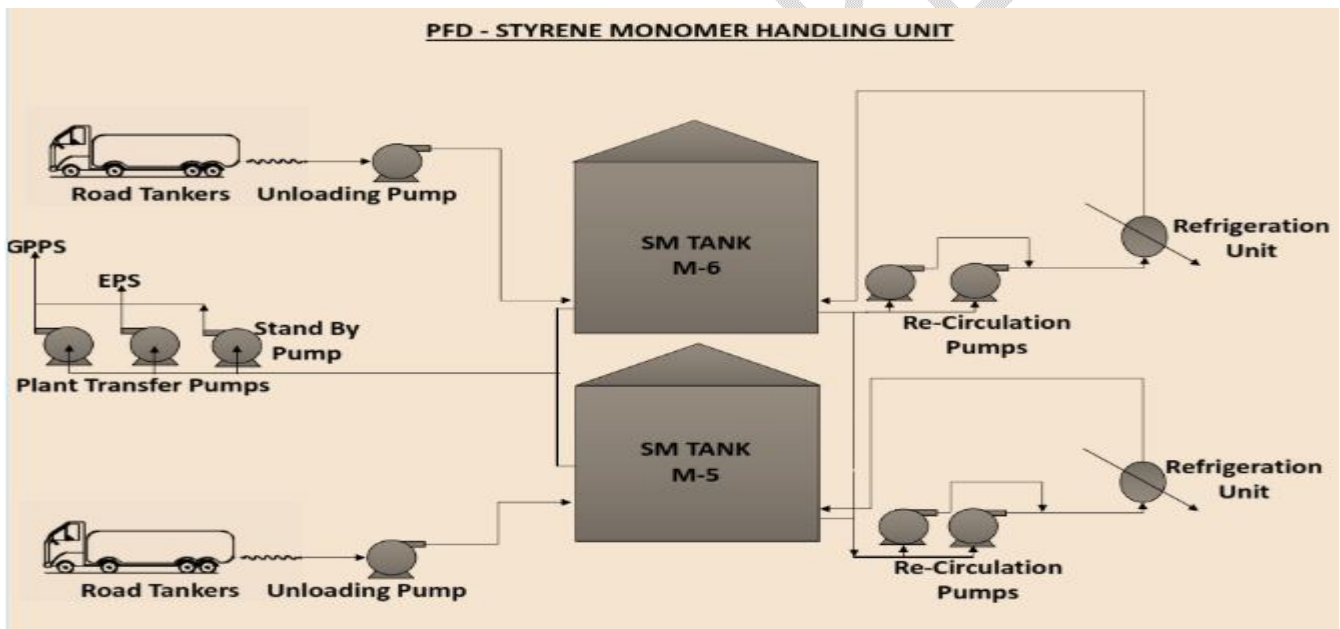 PFD - STYRENE MONOMER HANDLING UNIT
Road Tankers
Unloading Pump
SM TANK
M-6
Refrigeration
Unit
Re-Circulation
Pumps
GPPS
EPS
Stand By
Pump
Plant Transfer Pumps
SM TANK
M-5
Refrigeration
Unit
Re-Circulation
Pumps
Road Tankers
Unloading Pump